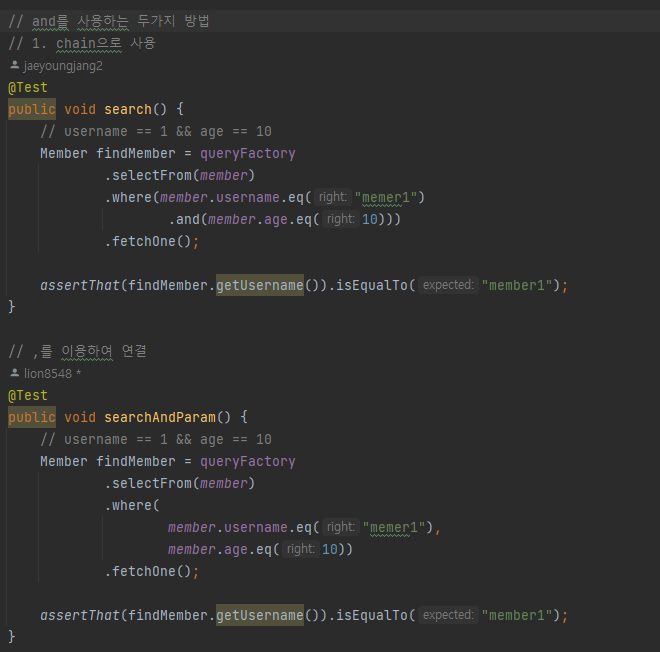 // and를 사용하는 두가지 방법
// 1. chain으로 사용
jaeyoungjang2
@Test
public void search() {
// username == 1 && age == 10
Member findMember = queryFactory
.selectFrom(member)
.where(member.username.eq( right: "memer1")
.and(member.age.eq( right: 10)))
.fetchOne();
assertThat(findMember.getUsername()).isEqualTo( expected: "member1");
}
// ,를 이용하여 연결
lion8548 *
@Test
public void searchAndParam() {
// username == 1 && age == 10
Member findMember = queryFactory
.selectFrom(member)
.where(
member.username.eq( right: "memer1"),
member.age.eq( right: 10))
.fetchOne();
assertThat(findMember.getUsername()).isEqualTo( expected: "member1");
}